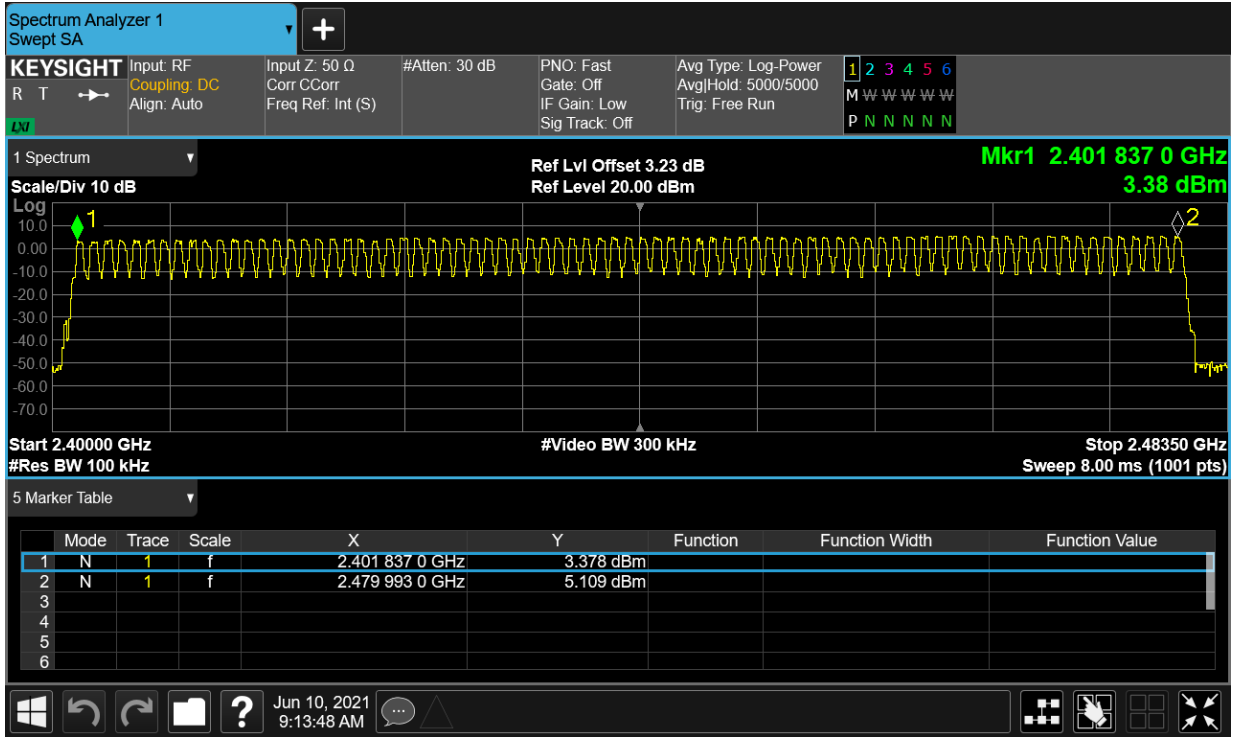 Spectrum Analyzer 1
Swept SA
KEYSIGHT
R T
LXI
Input: RF
Coupling: DC
Align: Auto
Input Z: 50 Ω
Corr CCorr
Freq Ref: Int (S)
#Atten: 30 dB
PNO: Fast
Gate: Off
IF Gain: Low
Sig Track: Off
Avg Type: Log-Power
Avg|Hold: 5000/5000
Trig: Free Run
1 2 3 4 5 6
M W W W W W
P N N N N N
1 Spectrum
Scale/Div 10 dB
Ref Lvl Offset 3.23 dB
Ref Level 20.00 dBm
Mkr1 2.401 837 0 GHz
3.38 dBm
Log
1
2
10.0
0.00
-10.0
-20.0
-30.0
-40.0
-50.0
-60.0
-70.0
Start 2.40000 GHz
#Res BW 100 kHz
#Video BW 300 kHz
Stop 2.48350 GHz
Sweep 8.00 ms (1001 pts)
5 Marker Table
Mode Trace Scale X Y Function Function Width Function Value
1 N 1 f 2.401 837 0 GHz 3.378 dBm
2 N 1 f 2.479 993 0 GHz 5.109 dBm
3
4
5
6
?
Jun 10, 2021
9:13:48 AM